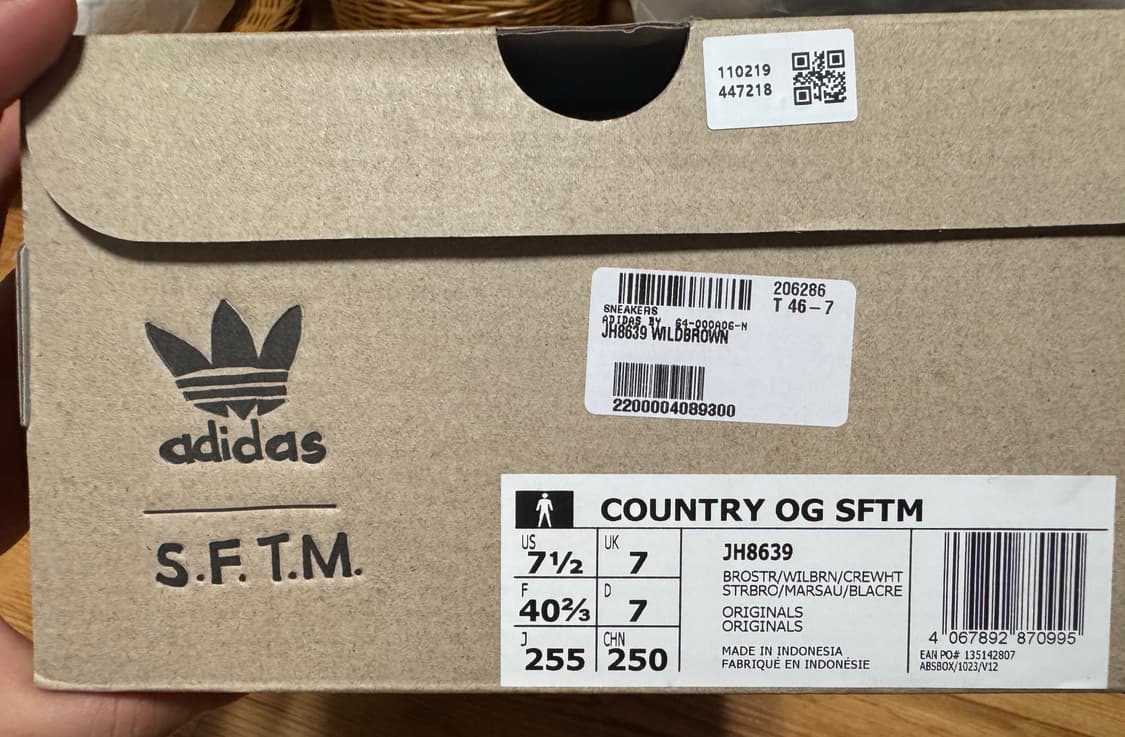 110219
447218
206286
T 46-7
SNEAKERS
ADIDAS BY 64-000A06-N
JH8639 WILDBROWN
2200004089300
adidas
S.F.T.M.
COUNTRY OG SFTM
US
7½
UK
7
F
40⅔
D
7
J
255
CHN
250
JH8639
BROSTR/WILBRN/CREWHT
STRBRO/MARSAU/BLACRE
ORIGINALS
ORIGINALS
MADE IN INDONESIA
FABRIQUÉ EN INDONÉSIE
4 067892 870995
EAN PO# 135142807
ABSBOX/1023/V12